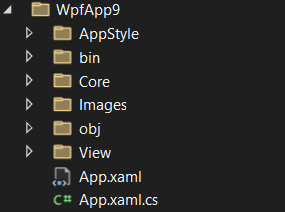 WpfApp9
AppStyle
bin
Core
Images
obj
View
App.xaml
C# App.xaml.cs